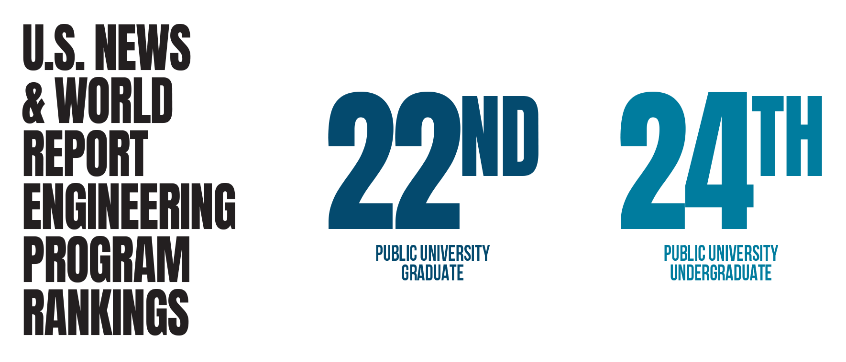 U.S. NEWS
& WORLD
REPORT
ENGINEERING
PROGRAM
RANKINGS
22ND
PUBLIC UNIVERSITY
GRADUATE
24TH
PUBLIC UNIVERSITY
UNDERGRADUATE